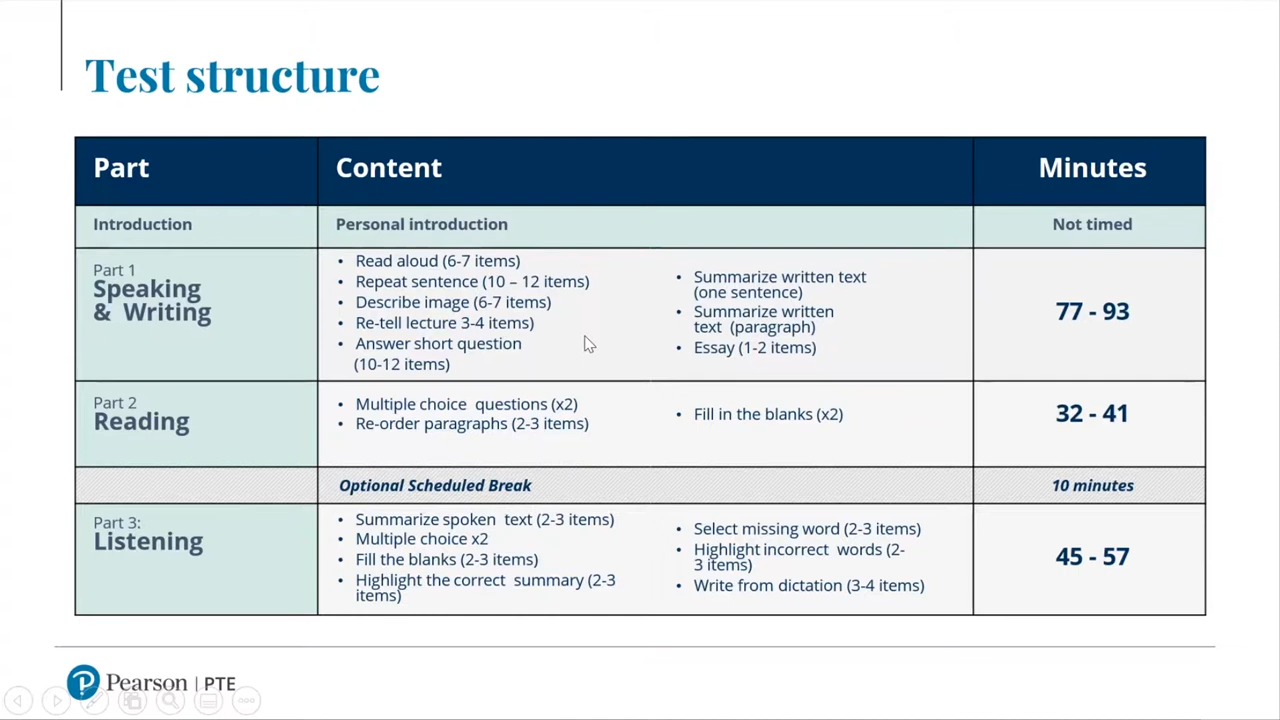 Test structure
Part
Content
Minutes
Introduction
Personal introduction
Not timed
Part 1
Speaking
& Writing
• Read aloud (6-7 items)
• Repeat sentence (10 – 12 items)
• Describe image (6-7 items)
• Re-tell lecture 3-4 items)
• Answer short question
(10-12 items)
• Summarize written text
(one sentence)
• Summarize written
text (paragraph)
• Essay (1-2 items)
77 - 93
Part 2
Reading
• Multiple choice questions (x2)
• Re-order paragraphs (2-3 items)
• Fill in the blanks (x2)
32 - 41
Optional Scheduled Break
10 minutes
Part 3:
Listening
• Summarize spoken text (2-3 items)
• Multiple choice x2
• Fill the blanks (2-3 items)
• Highlight the correct summary (2-3
items)
• Select missing word (2-3 items)
• Highlight incorrect words (2-
3 items)
• Write from dictation (3-4 items)
45 - 57
P Pearson | PTE